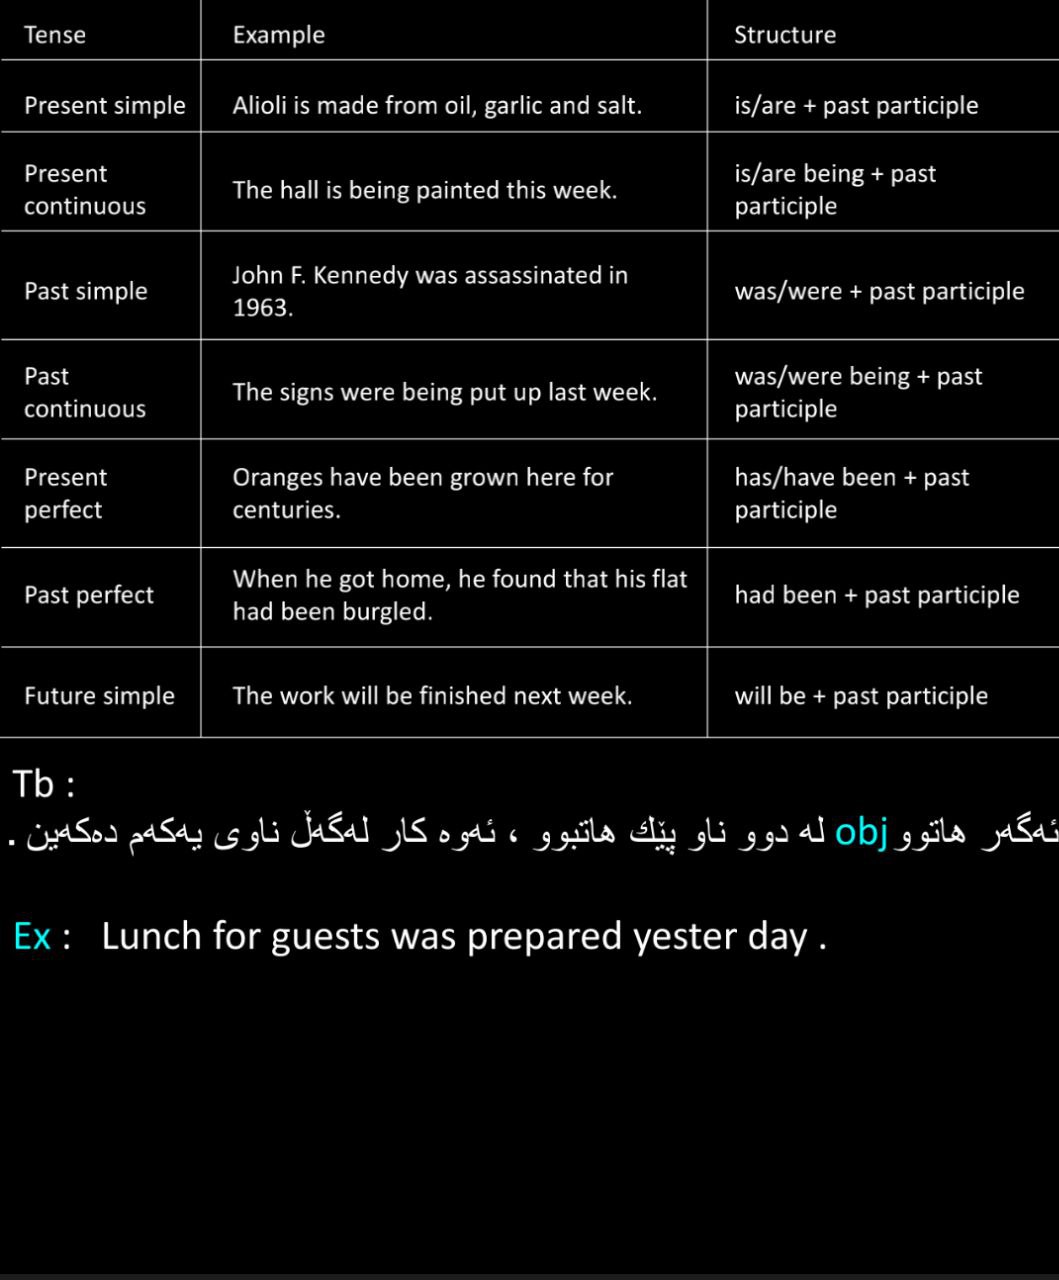 Tense Example Structure
Present simple Alioli is made from oil, garlic and salt. is/are + past participle
Present continuous The hall is being painted this week. is/are being + past participle
Past simple John F. Kennedy was assassinated in 1963. was/were + past participle
Past continuous The signs were being put up last week. was/were being + past participle
Present perfect Oranges have been grown here for centuries. has/have been + past participle
Past perfect When he got home, he found that his flat had been burgled. had been + past participle
Future simple The work will be finished next week. will be + past participle
Tb :
ئەگەر هاتوو obj لە دوو ناو پێك هاتبوو ، ئەوە كار لەگەڵ ناوی یەكەم دەكەین .
Ex : Lunch for guests was prepared yester day .